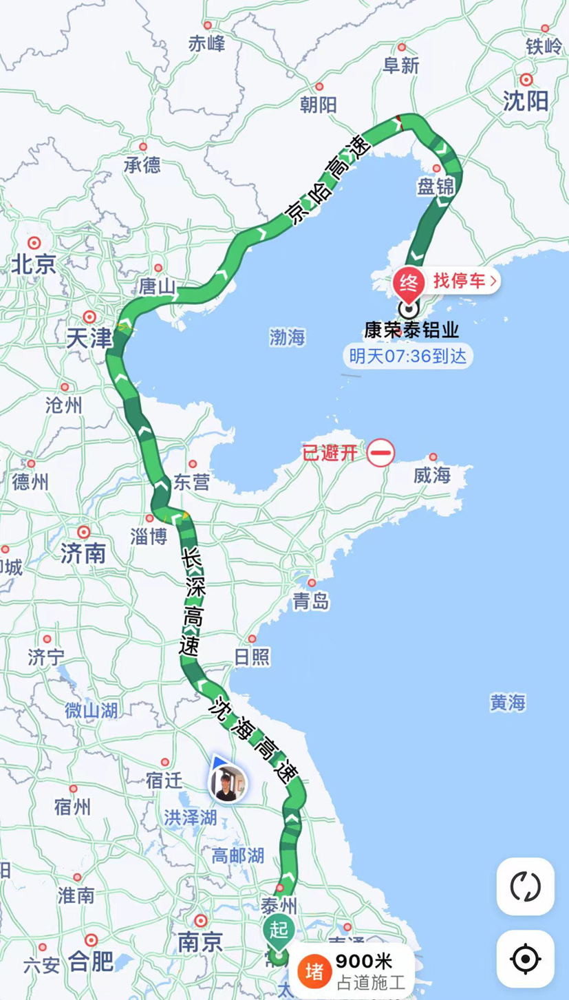 赤峰
铁岭
阜新
朝阳
沈阳
承德
京哈高速
盘锦
北京
唐山
终
找停车
天津
渤海
康荣泰铝业
明天07:36到达
沧州
已避开
德州
东营
威海
淄博
济南
长深高速
青岛
济宁
日照
微山湖
黄海
沈海高速
宿迁
宿州
洪泽湖
高邮湖
淮南
泰州
起
南京
六安
合肥
堵
900米
占道施工